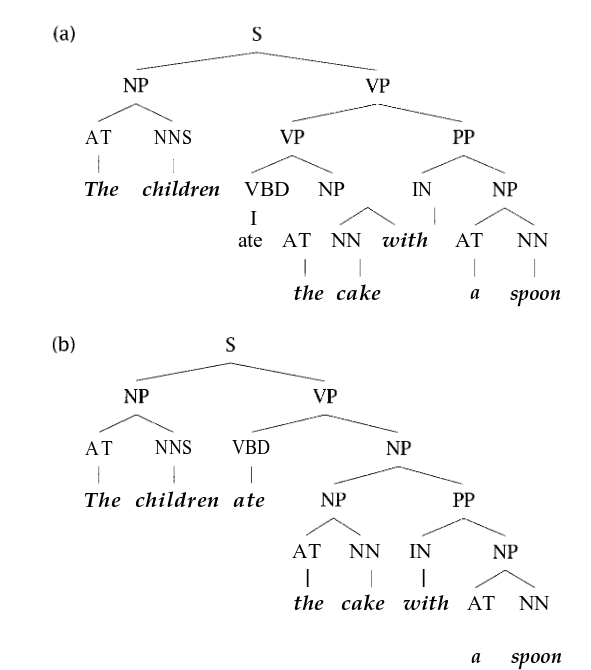 (a) S
NP VP
AT NNS VP PP
The children VBD NP IN NP
I
ate AT NN with AT NN
the cake a spoon
(b) S
NP VP
AT NNS VBD NP
The children ate NP PP
AT NN IN NP
the cake with AT NN
a spoon